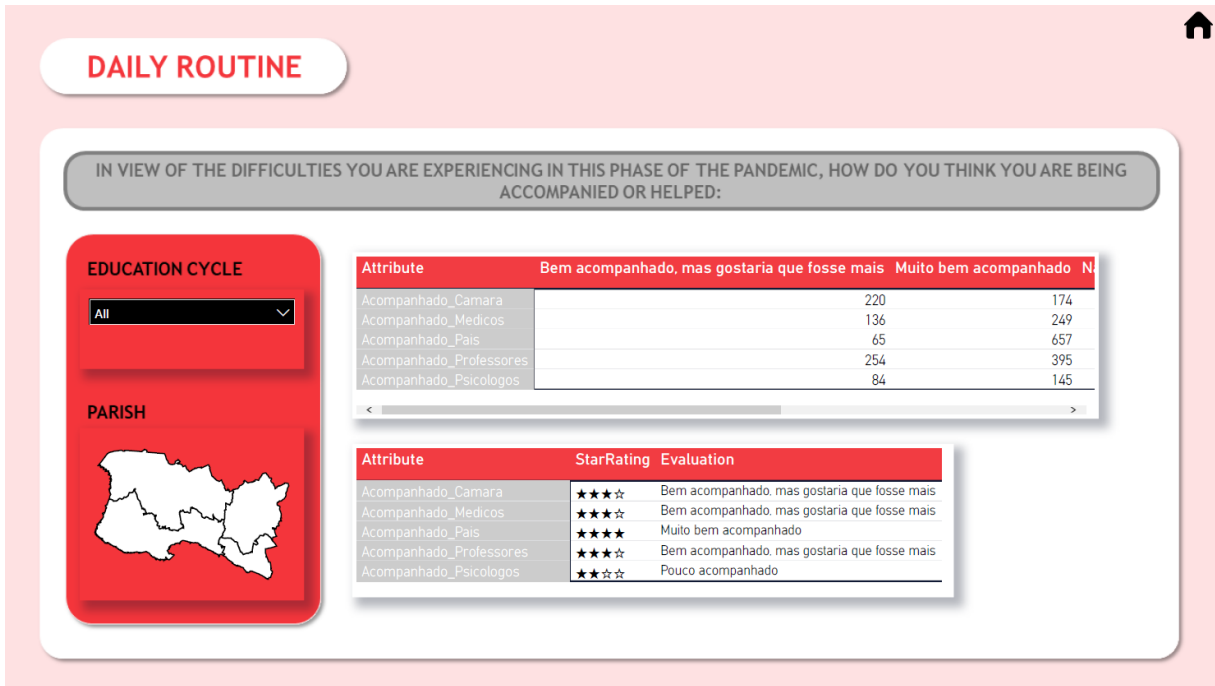 DAILY ROUTINE
IN VIEW OF THE DIFFICULTIES YOU ARE EXPERIENCING IN THIS PHASE OF THE PANDEMIC, HOW DO YOU THINK YOU ARE BEING
ACCOMPANIED OR HELPED:
EDUCATION CYCLE
All
PARISH
Attribute Bem acompanhado, mas gostaria que fosse mais Muito bem acompanhado
Acompanhado_Camara 220 174
Acompanhado_Medicos 136 249
Acompanhado_Pais 65 657
Acompanhado_Professores 254 395
Acompanhado_Psicologos 84 145
Attribute StarRating Evaluation
Acompanhado_Camara ★★★☆ Bem acompanhado, mas gostaria que fosse mais
Acompanhado_Medicos ★★★☆ Bem acompanhado, mas gostaria que fosse mais
Acompanhado_Pais ★★★★ Muito bem acompanhado
Acompanhado_Professores ★★★☆ Bem acompanhado, mas gostaria que fosse mais
Acompanhado_Psicologos ★★☆☆ Pouco acompanhado